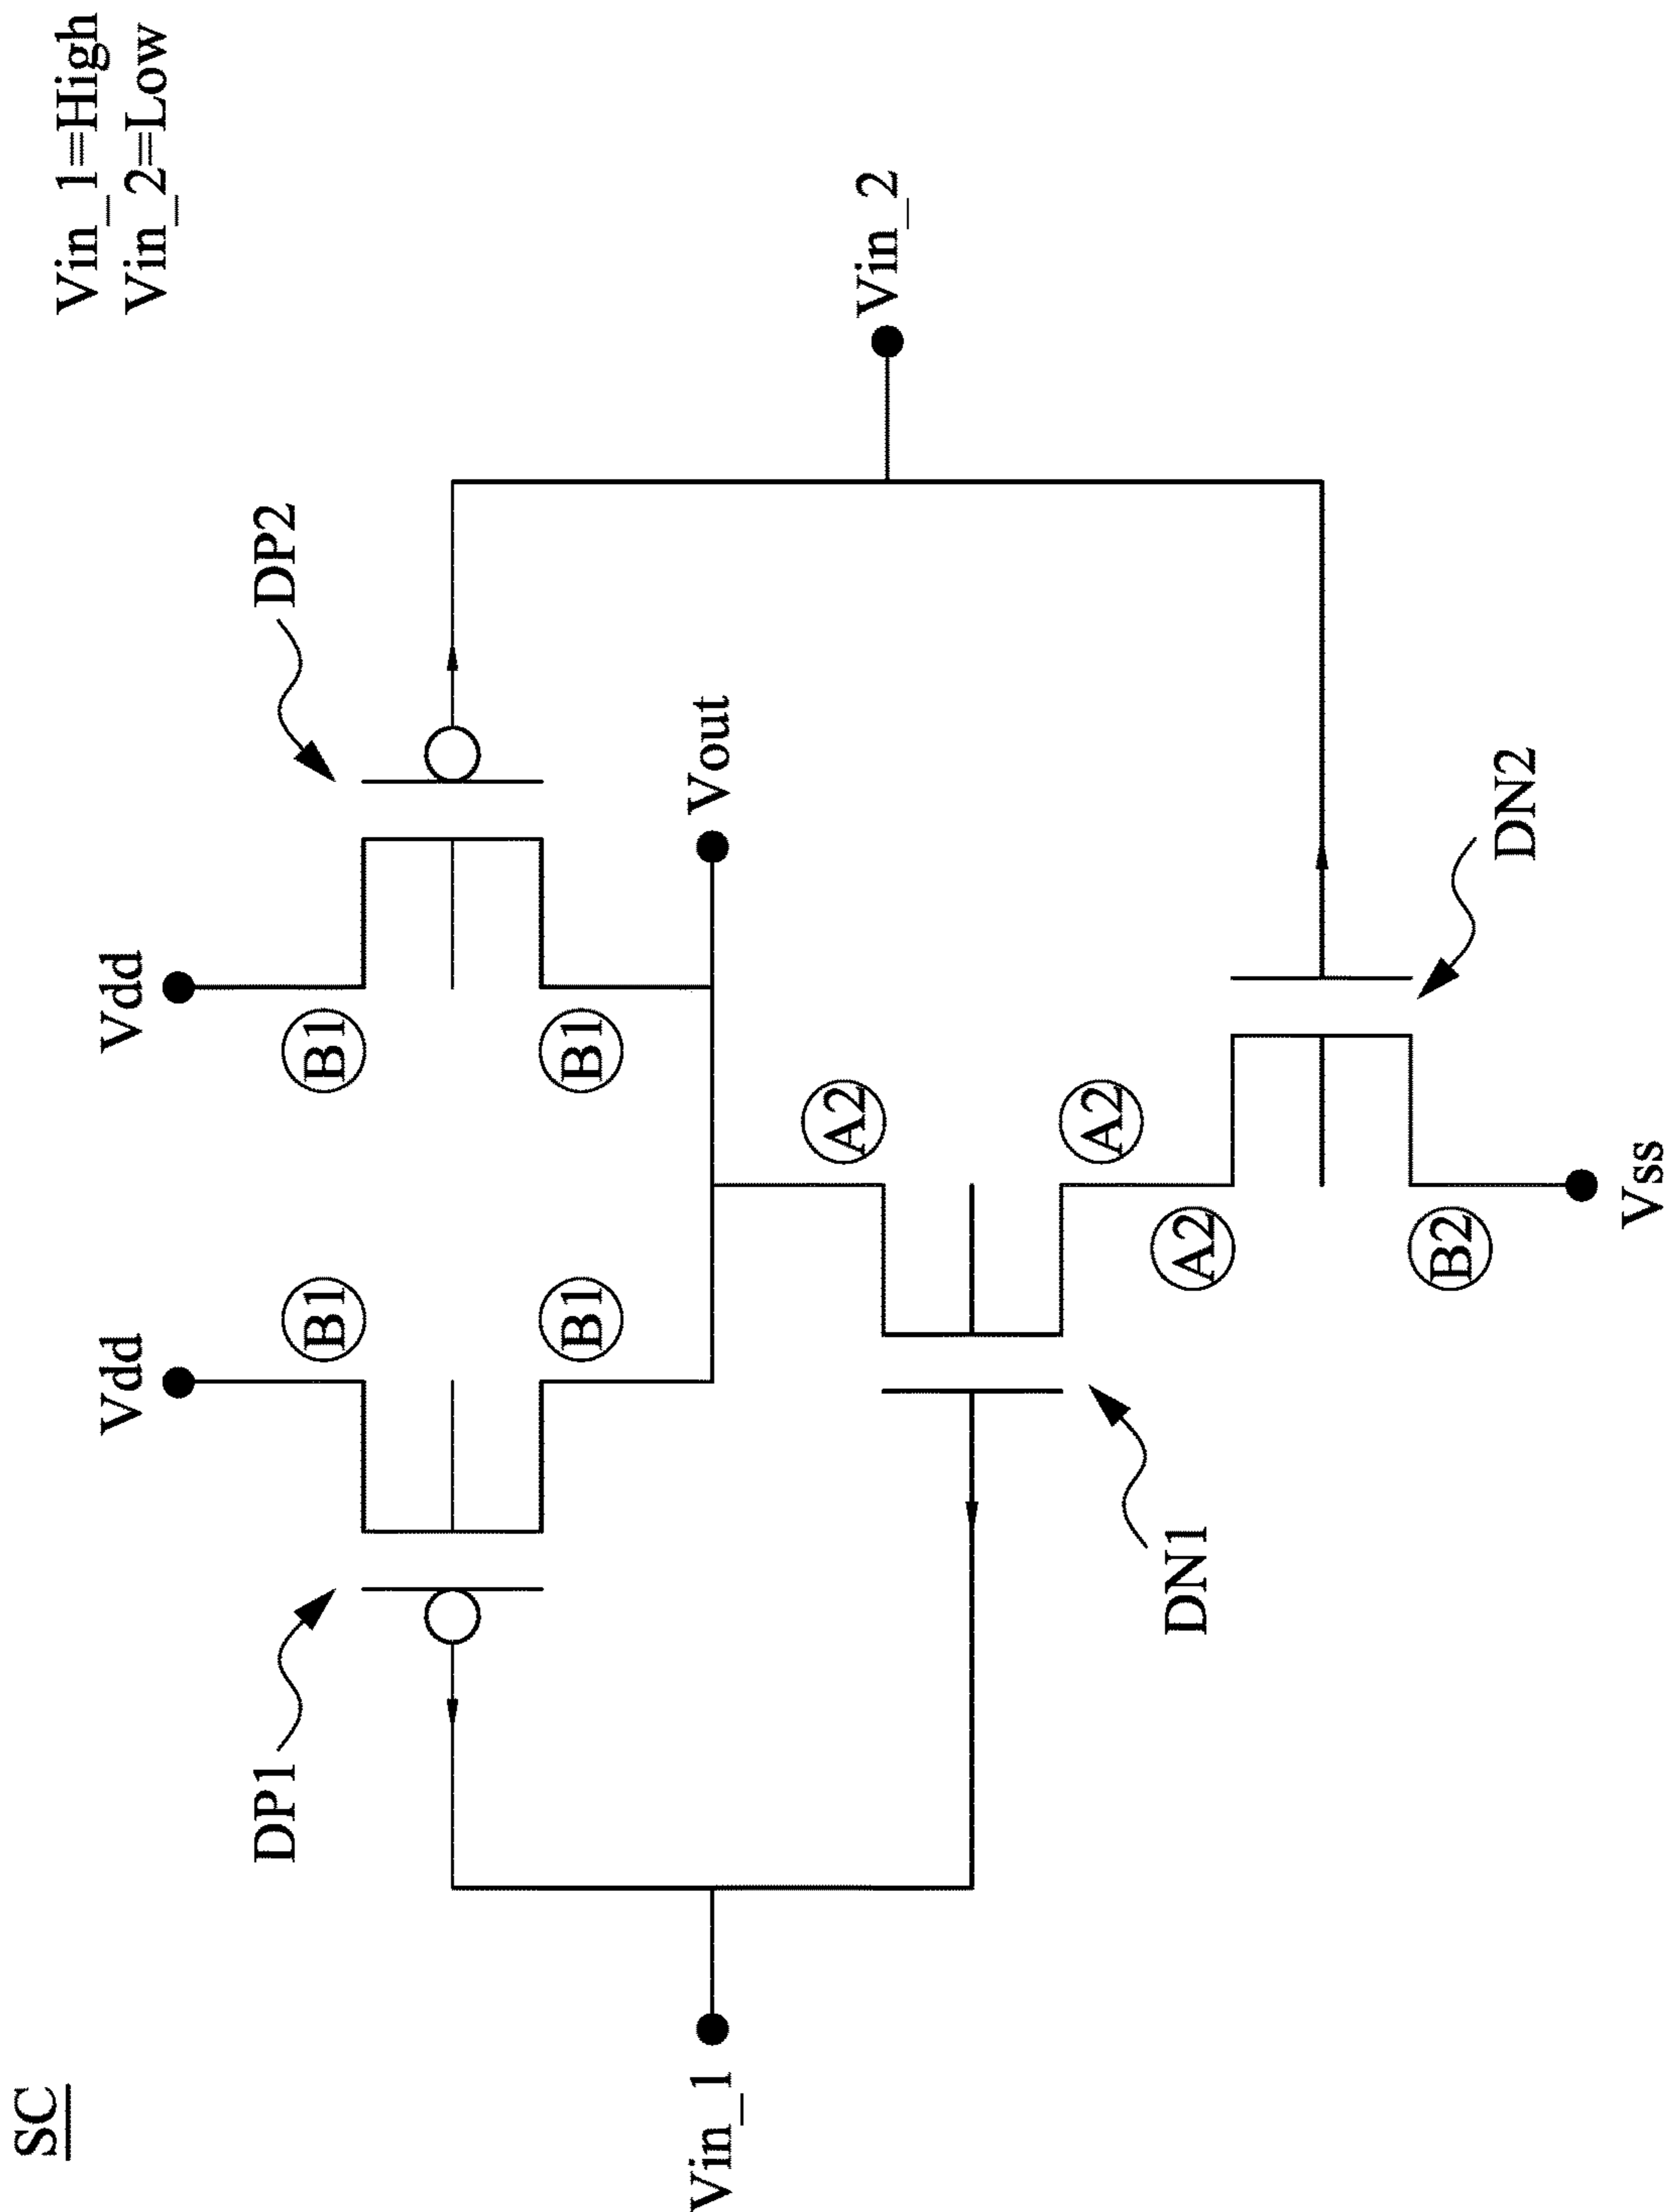 SC
Vin_1=High
Vin_2=Low
Vdd
Vdd
DP1
B1
B1
DP2
B1
B1
Vin_1
Vout
A2
Vin_2
A2
DN1
A2
B2
DN2
Vss